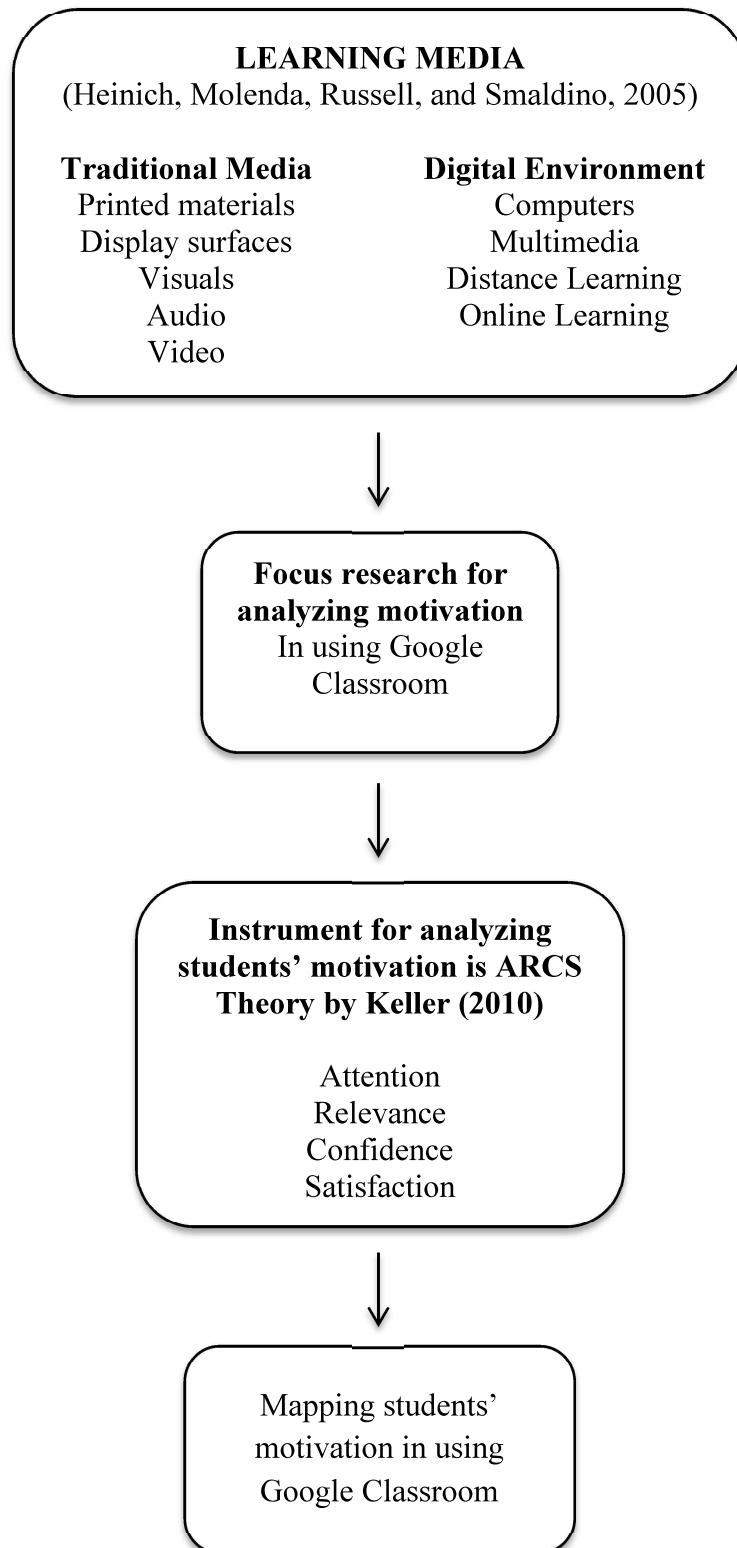 LEARNING MEDIA
(Heinich, Molenda, Russell, and Smaldino, 2005)
Traditional Media
Printed materials
Display surfaces
Visuals
Audio
Video
Digital Environment
Computers
Multimedia
Distance Learning
Online Learning
Focus research for
analyzing motivation
In using Google
Classroom
Instrument for analyzing
students’ motivation is ARCS
Theory by Keller (2010)
Attention
Relevance
Confidence
Satisfaction
Mapping students’
motivation in using
Google Classroom